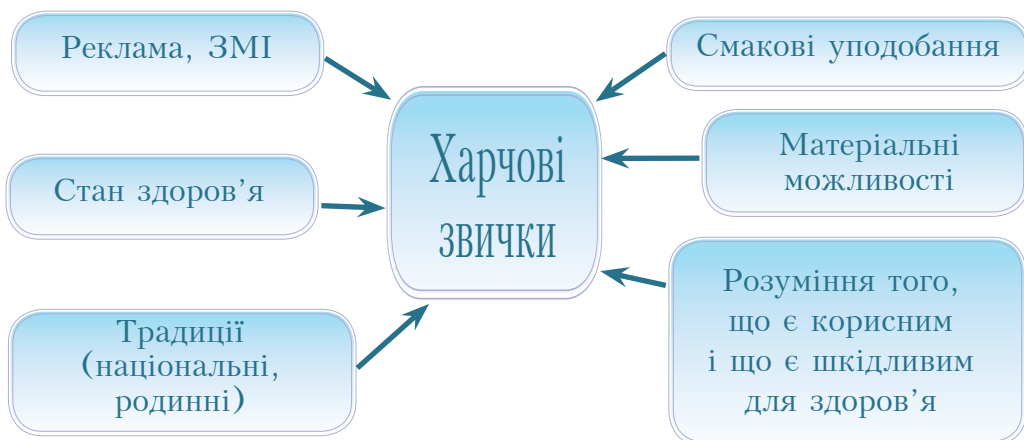 Реклама, ЗМІ
Стан здоров’я
Традиції
(національні,
родинні)
Харчові
звички
Смакові уподобання
Матеріальні
можливості
Розуміння того,
що є корисним
і що є шкідливим
для здоров’я